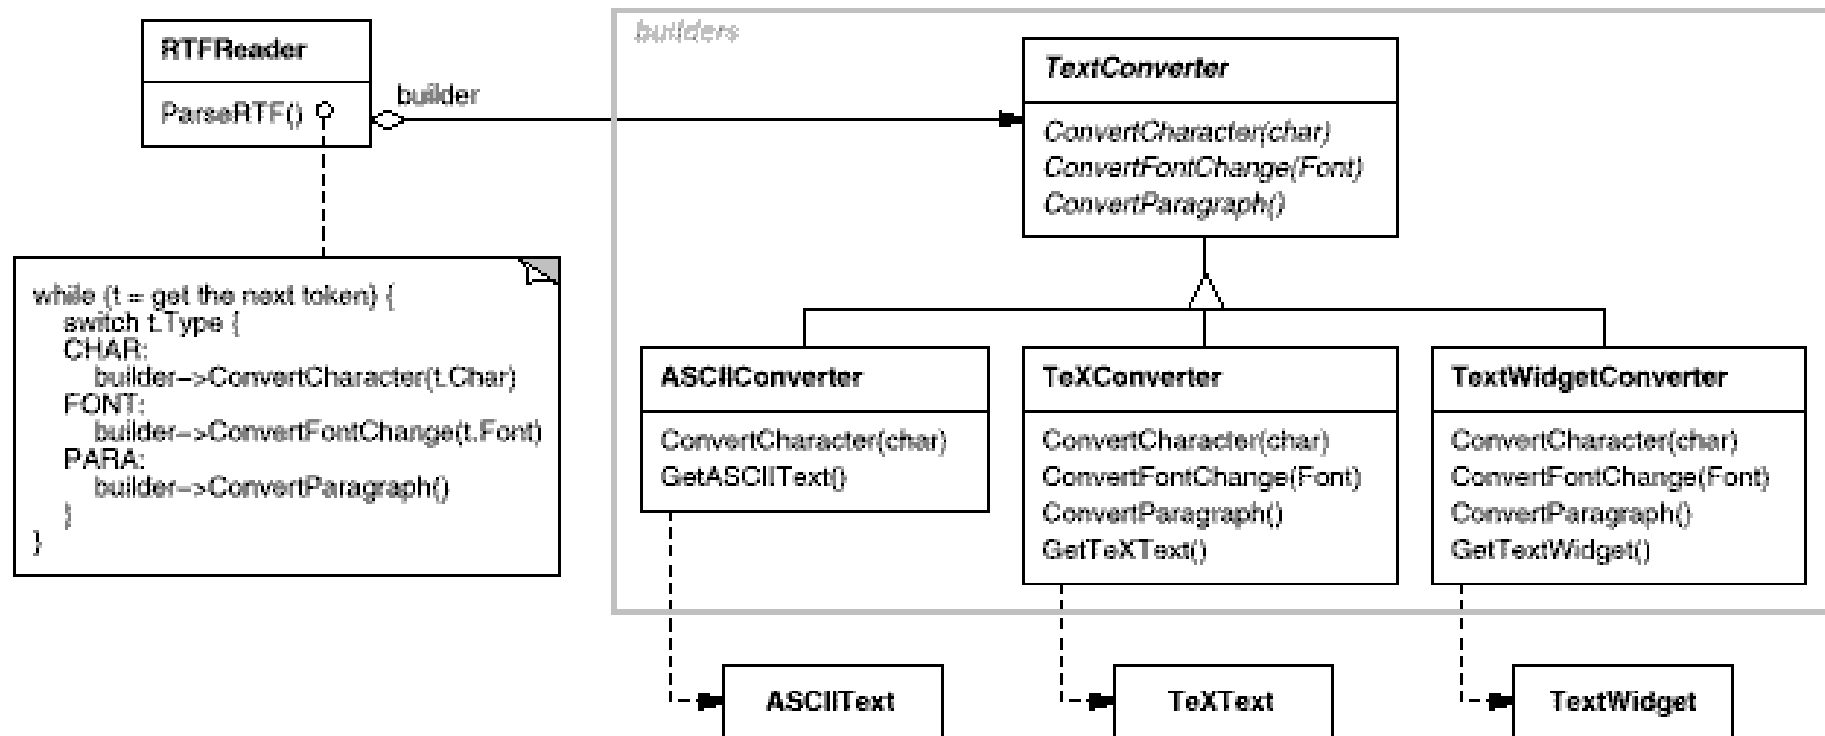 RTFReader
ParseRTF()
builder
while (t = get the next token) {
switch t.Type {
CHAR:
builder->ConvertCharacter(t.Char)
FONT:
builder->ConvertFontChange(t.Font)
PARA:
builder->ConvertParagraph()
}
}
builders
TextConverter
ConvertCharacter(char)
ConvertFontChange(Font)
ConvertParagraph()
ASCIIConverter
ConvertCharacter(char)
GetASCIIText()
TeXConverter
ConvertCharacter(char)
ConvertFontChange(Font)
ConvertParagraph()
GetTeXText()
TextWidgetConverter
ConvertCharacter(char)
ConvertFontChange(Font)
ConvertParagraph()
GetTextWidget()
ASCIIText
TeXText
TextWidget